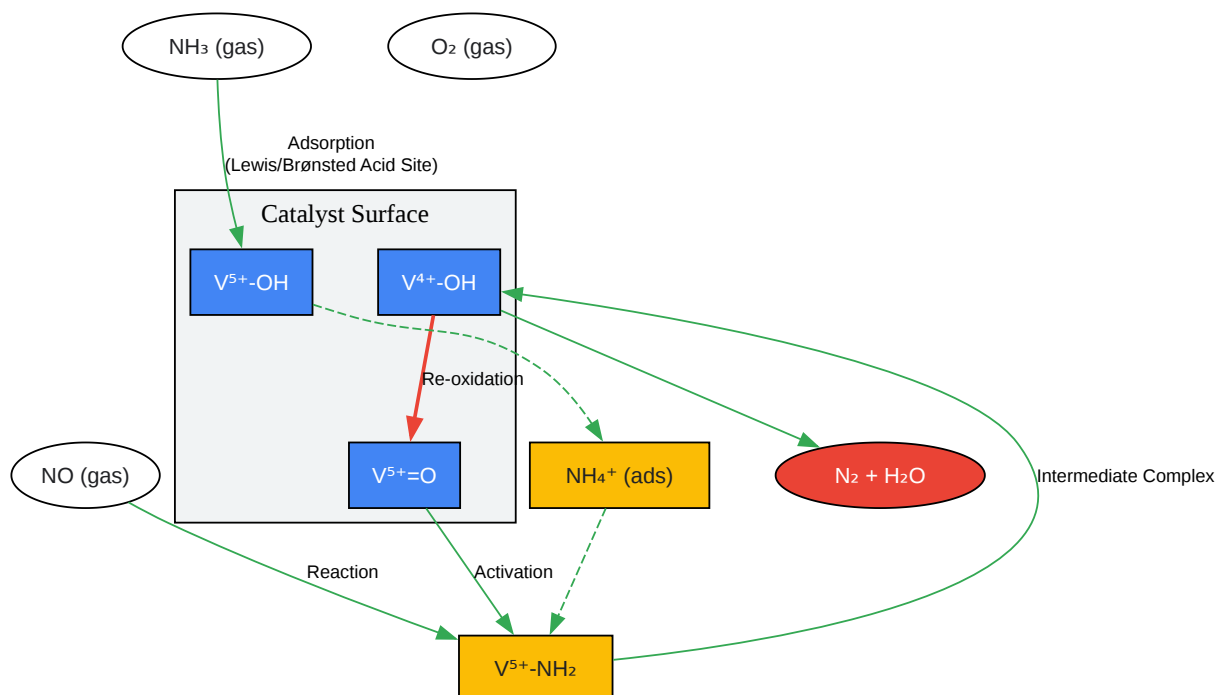 NH₃ (gas)
O₂ (gas)
Adsorption
(Lewis/Brønsted Acid Site)
Catalyst Surface
V⁵⁺-OH
V⁴⁺-OH
Re-oxidation
NO (gas)
V⁵⁺=O
NH₄⁺ (ads)
N₂ + H₂O
Intermediate Complex
Reaction
Activation
V⁵⁺-NH₂